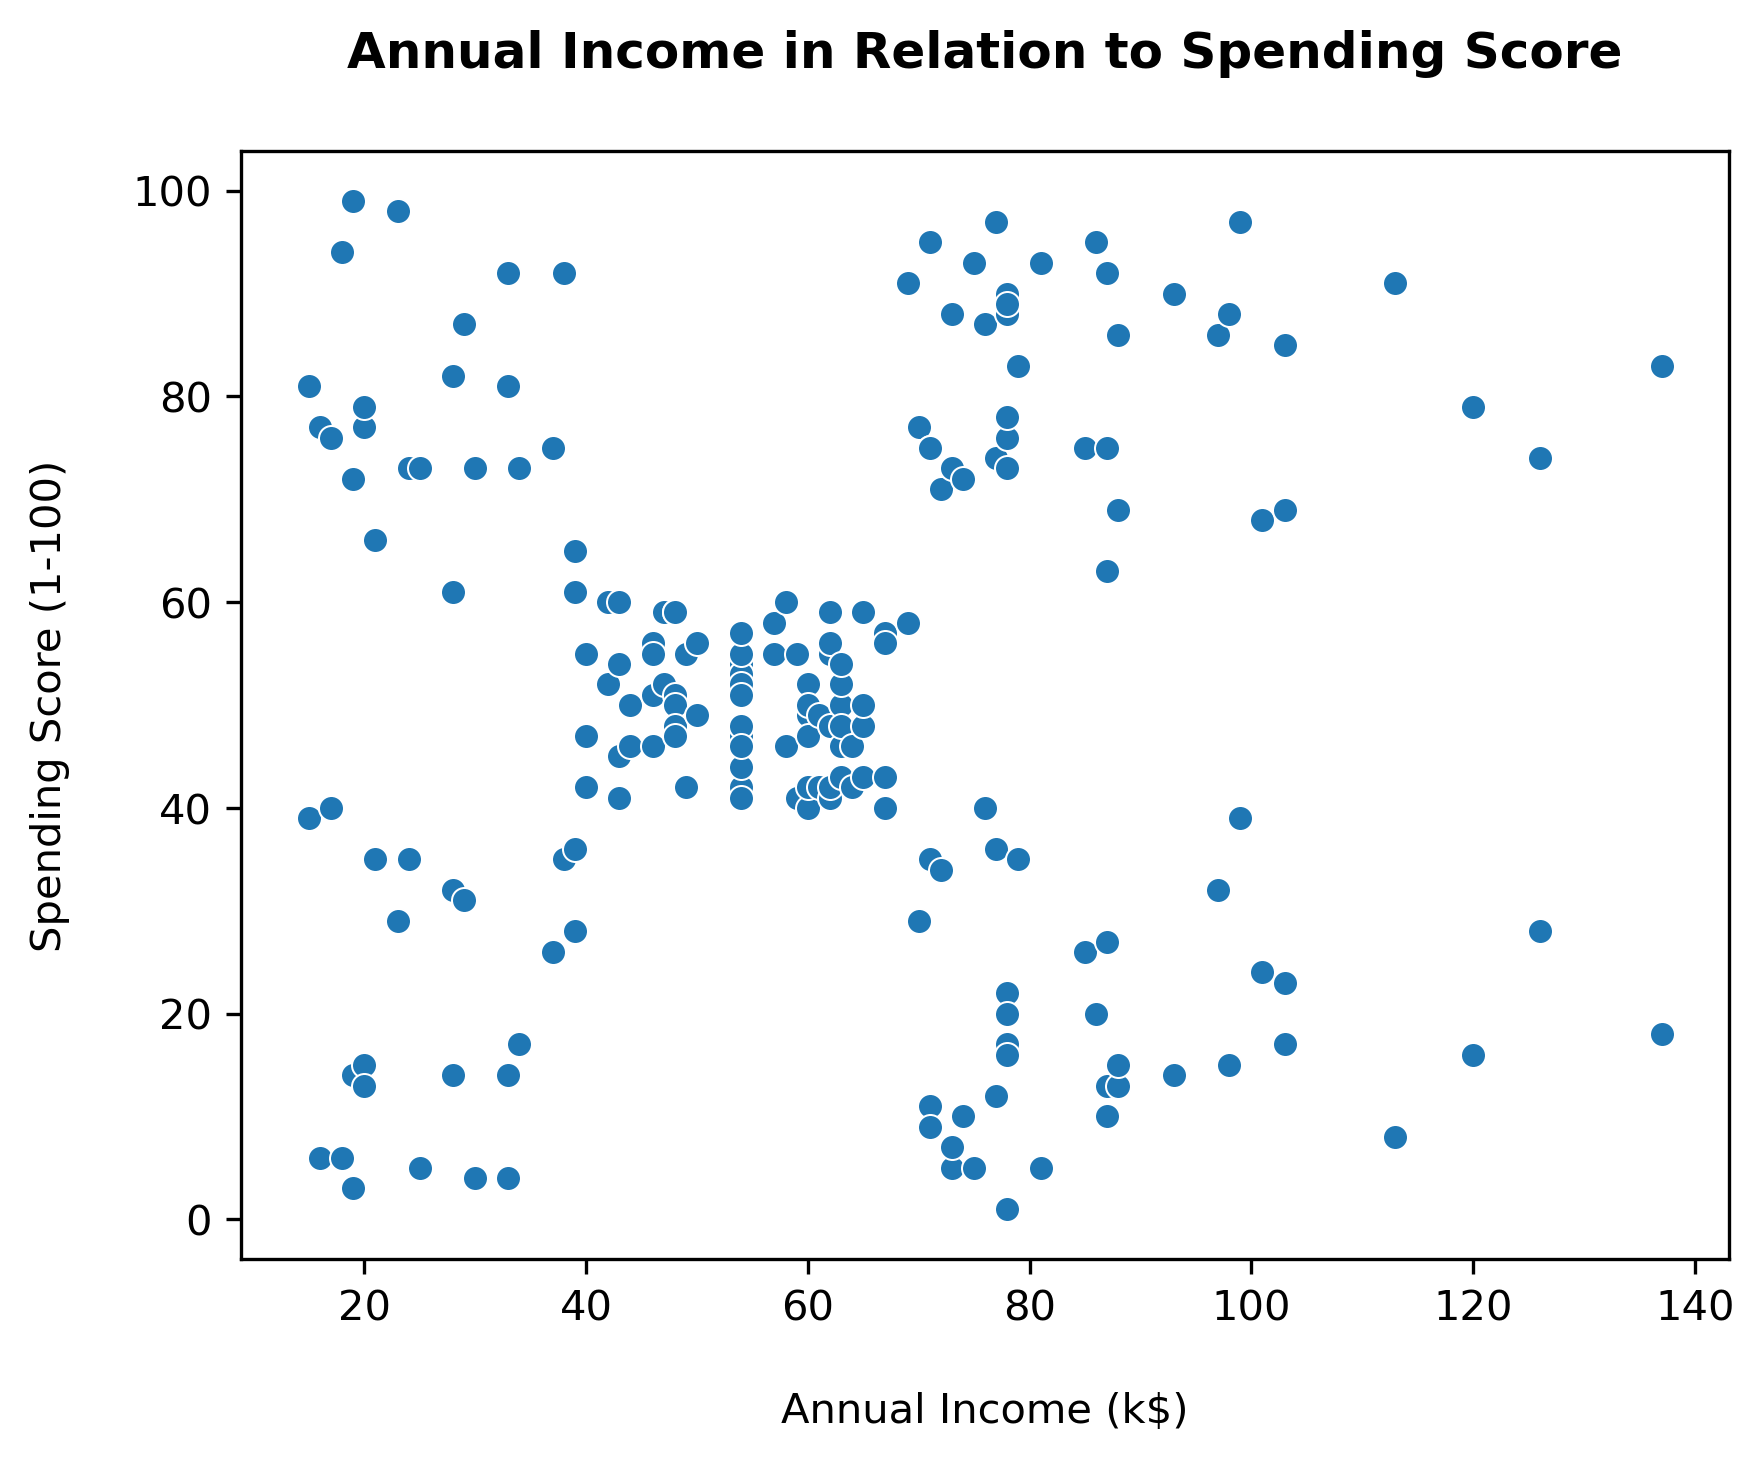 Annual Income in Relation to Spending Score
100
80
60
40
20
0
Spending Score (1-100)
20 40 60 80 100 120 140
Annual Income (k$)